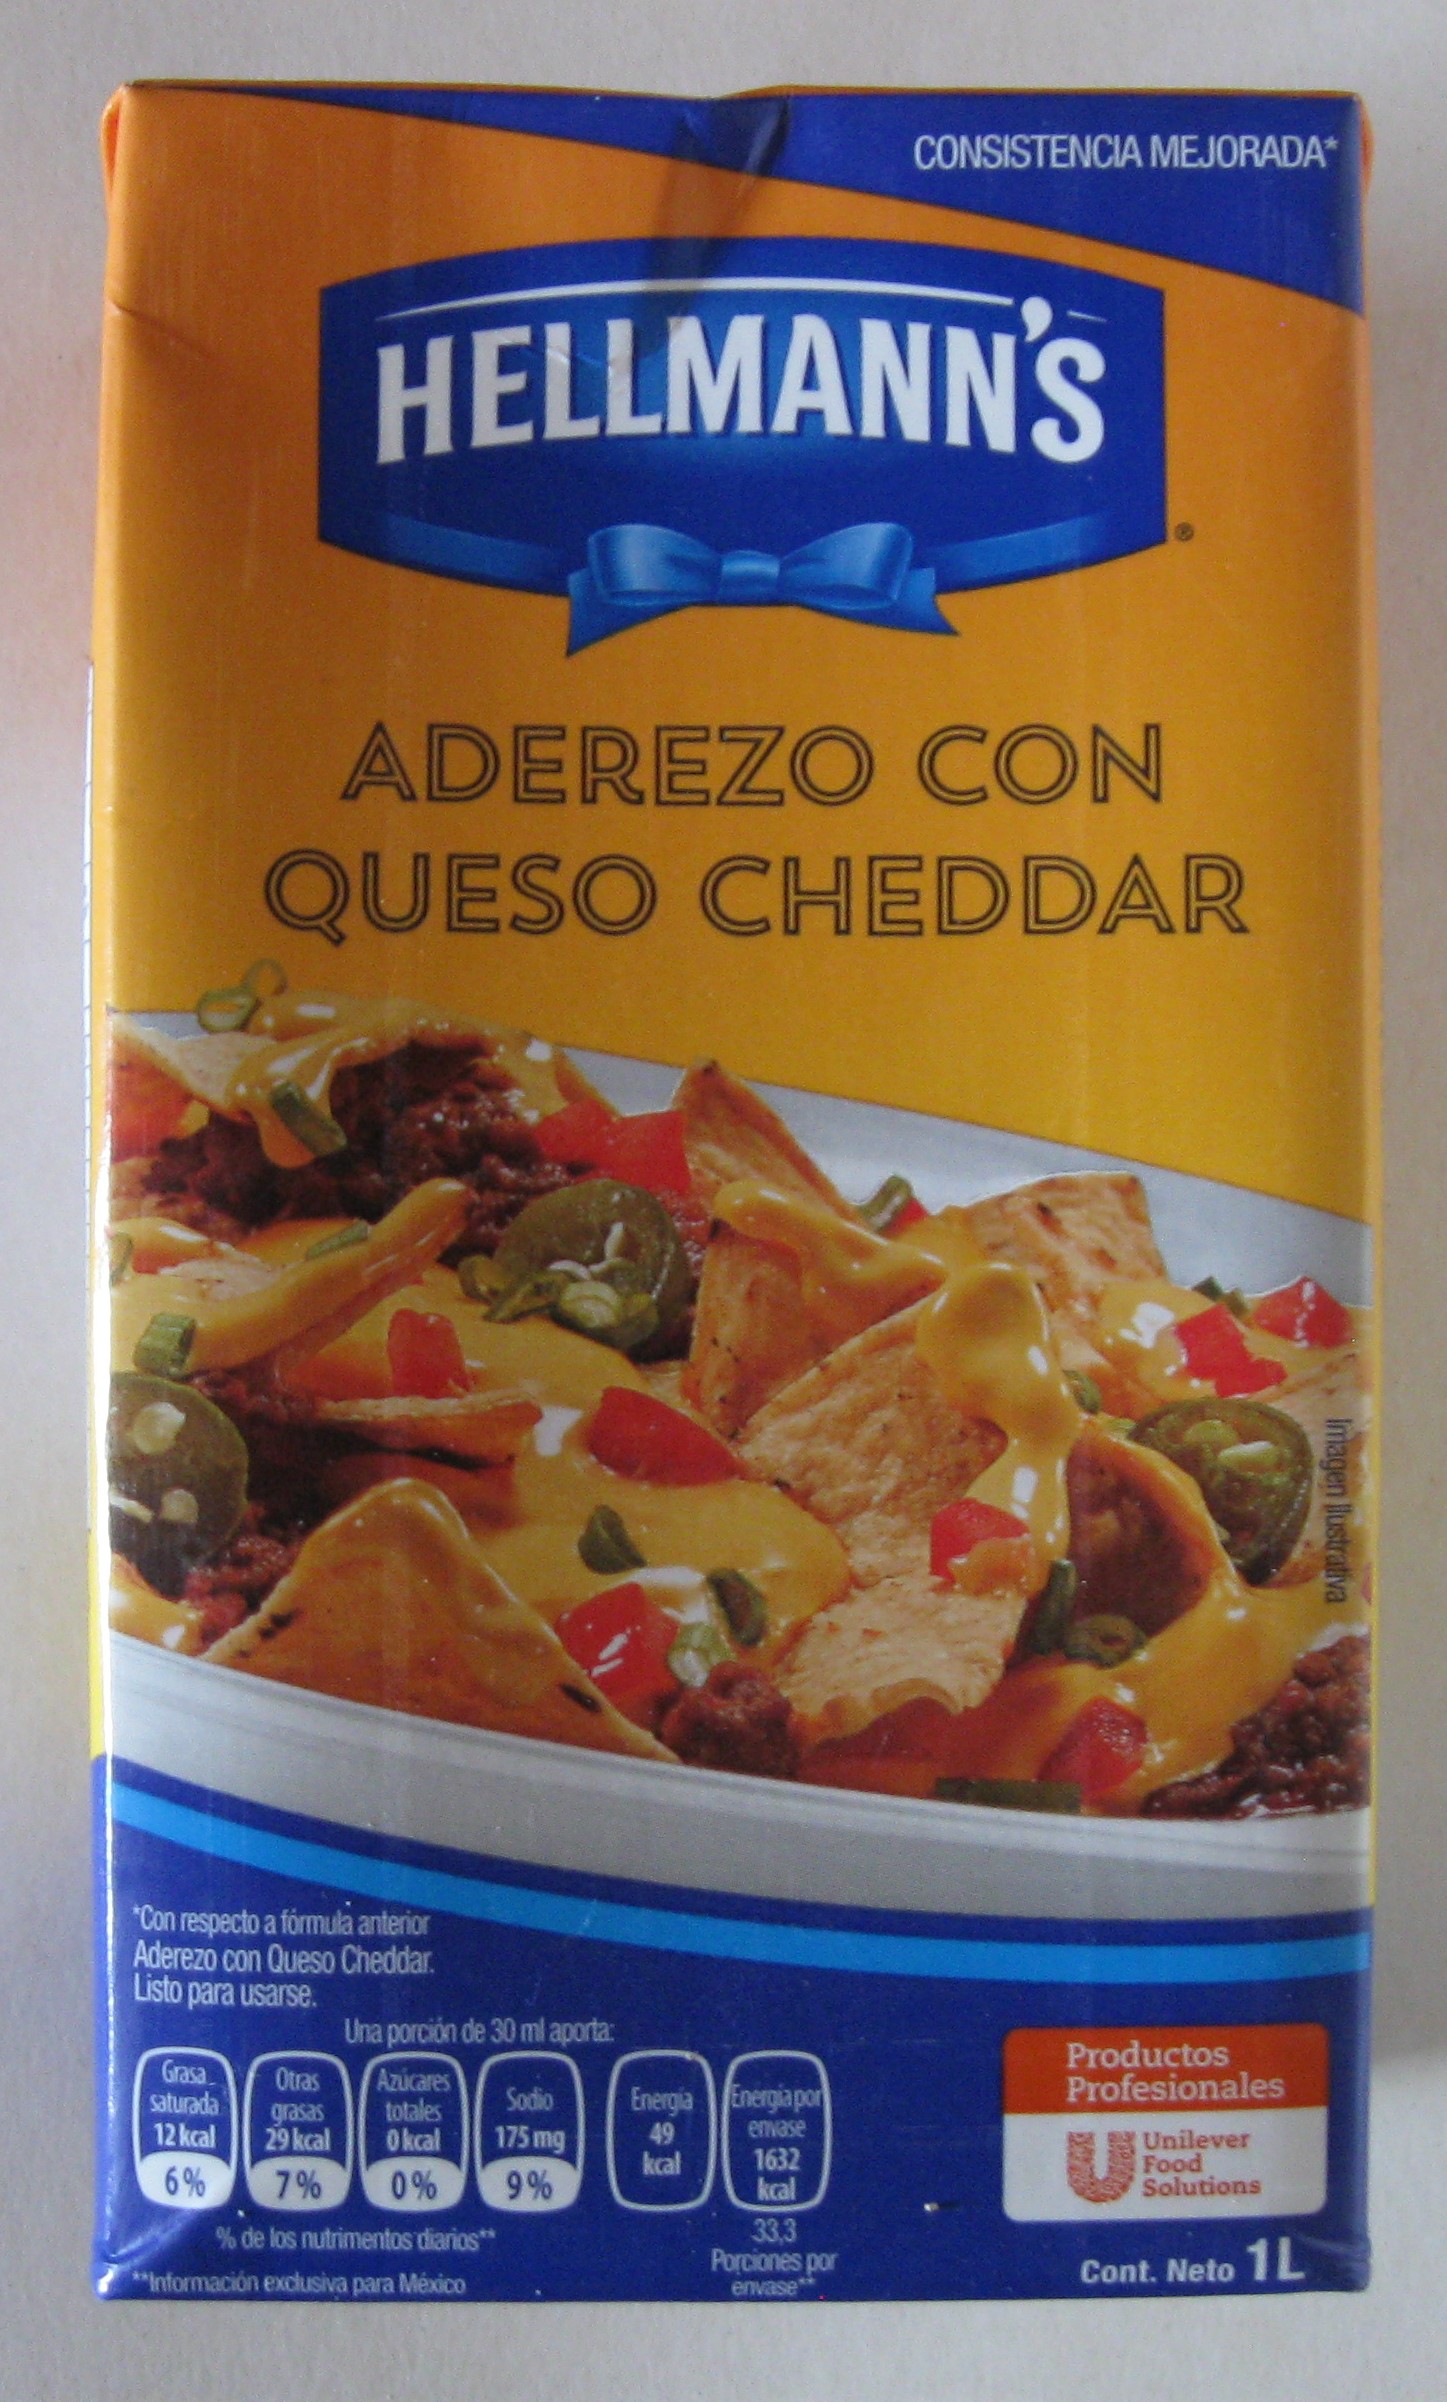 CONSISTENCIA MEJORADA*
HELLMANN'S
®
ADEREZO CON
QUESO CHEDDAR
Imagen Ilustrativa
*Con respecto a fórmula anterior
Aderezo con Queso Cheddar.
Listo para usarse.
Una porción de 30 ml aporta:
Grasa
saturada
12 kcal
6%
Otras
grasas
29 kcal
7%
Azúcares
totales
0 kcal
0%
Sodio
175 mg
9%
Energía
49
kcal
Energía por
envase
1632
kcal
% de los nutrimentos diarios**
33,3
Porciones por
envase**
**Información exclusiva para México
Productos
Profesionales
Unilever
Food
Solutions
Cont. Neto 1L